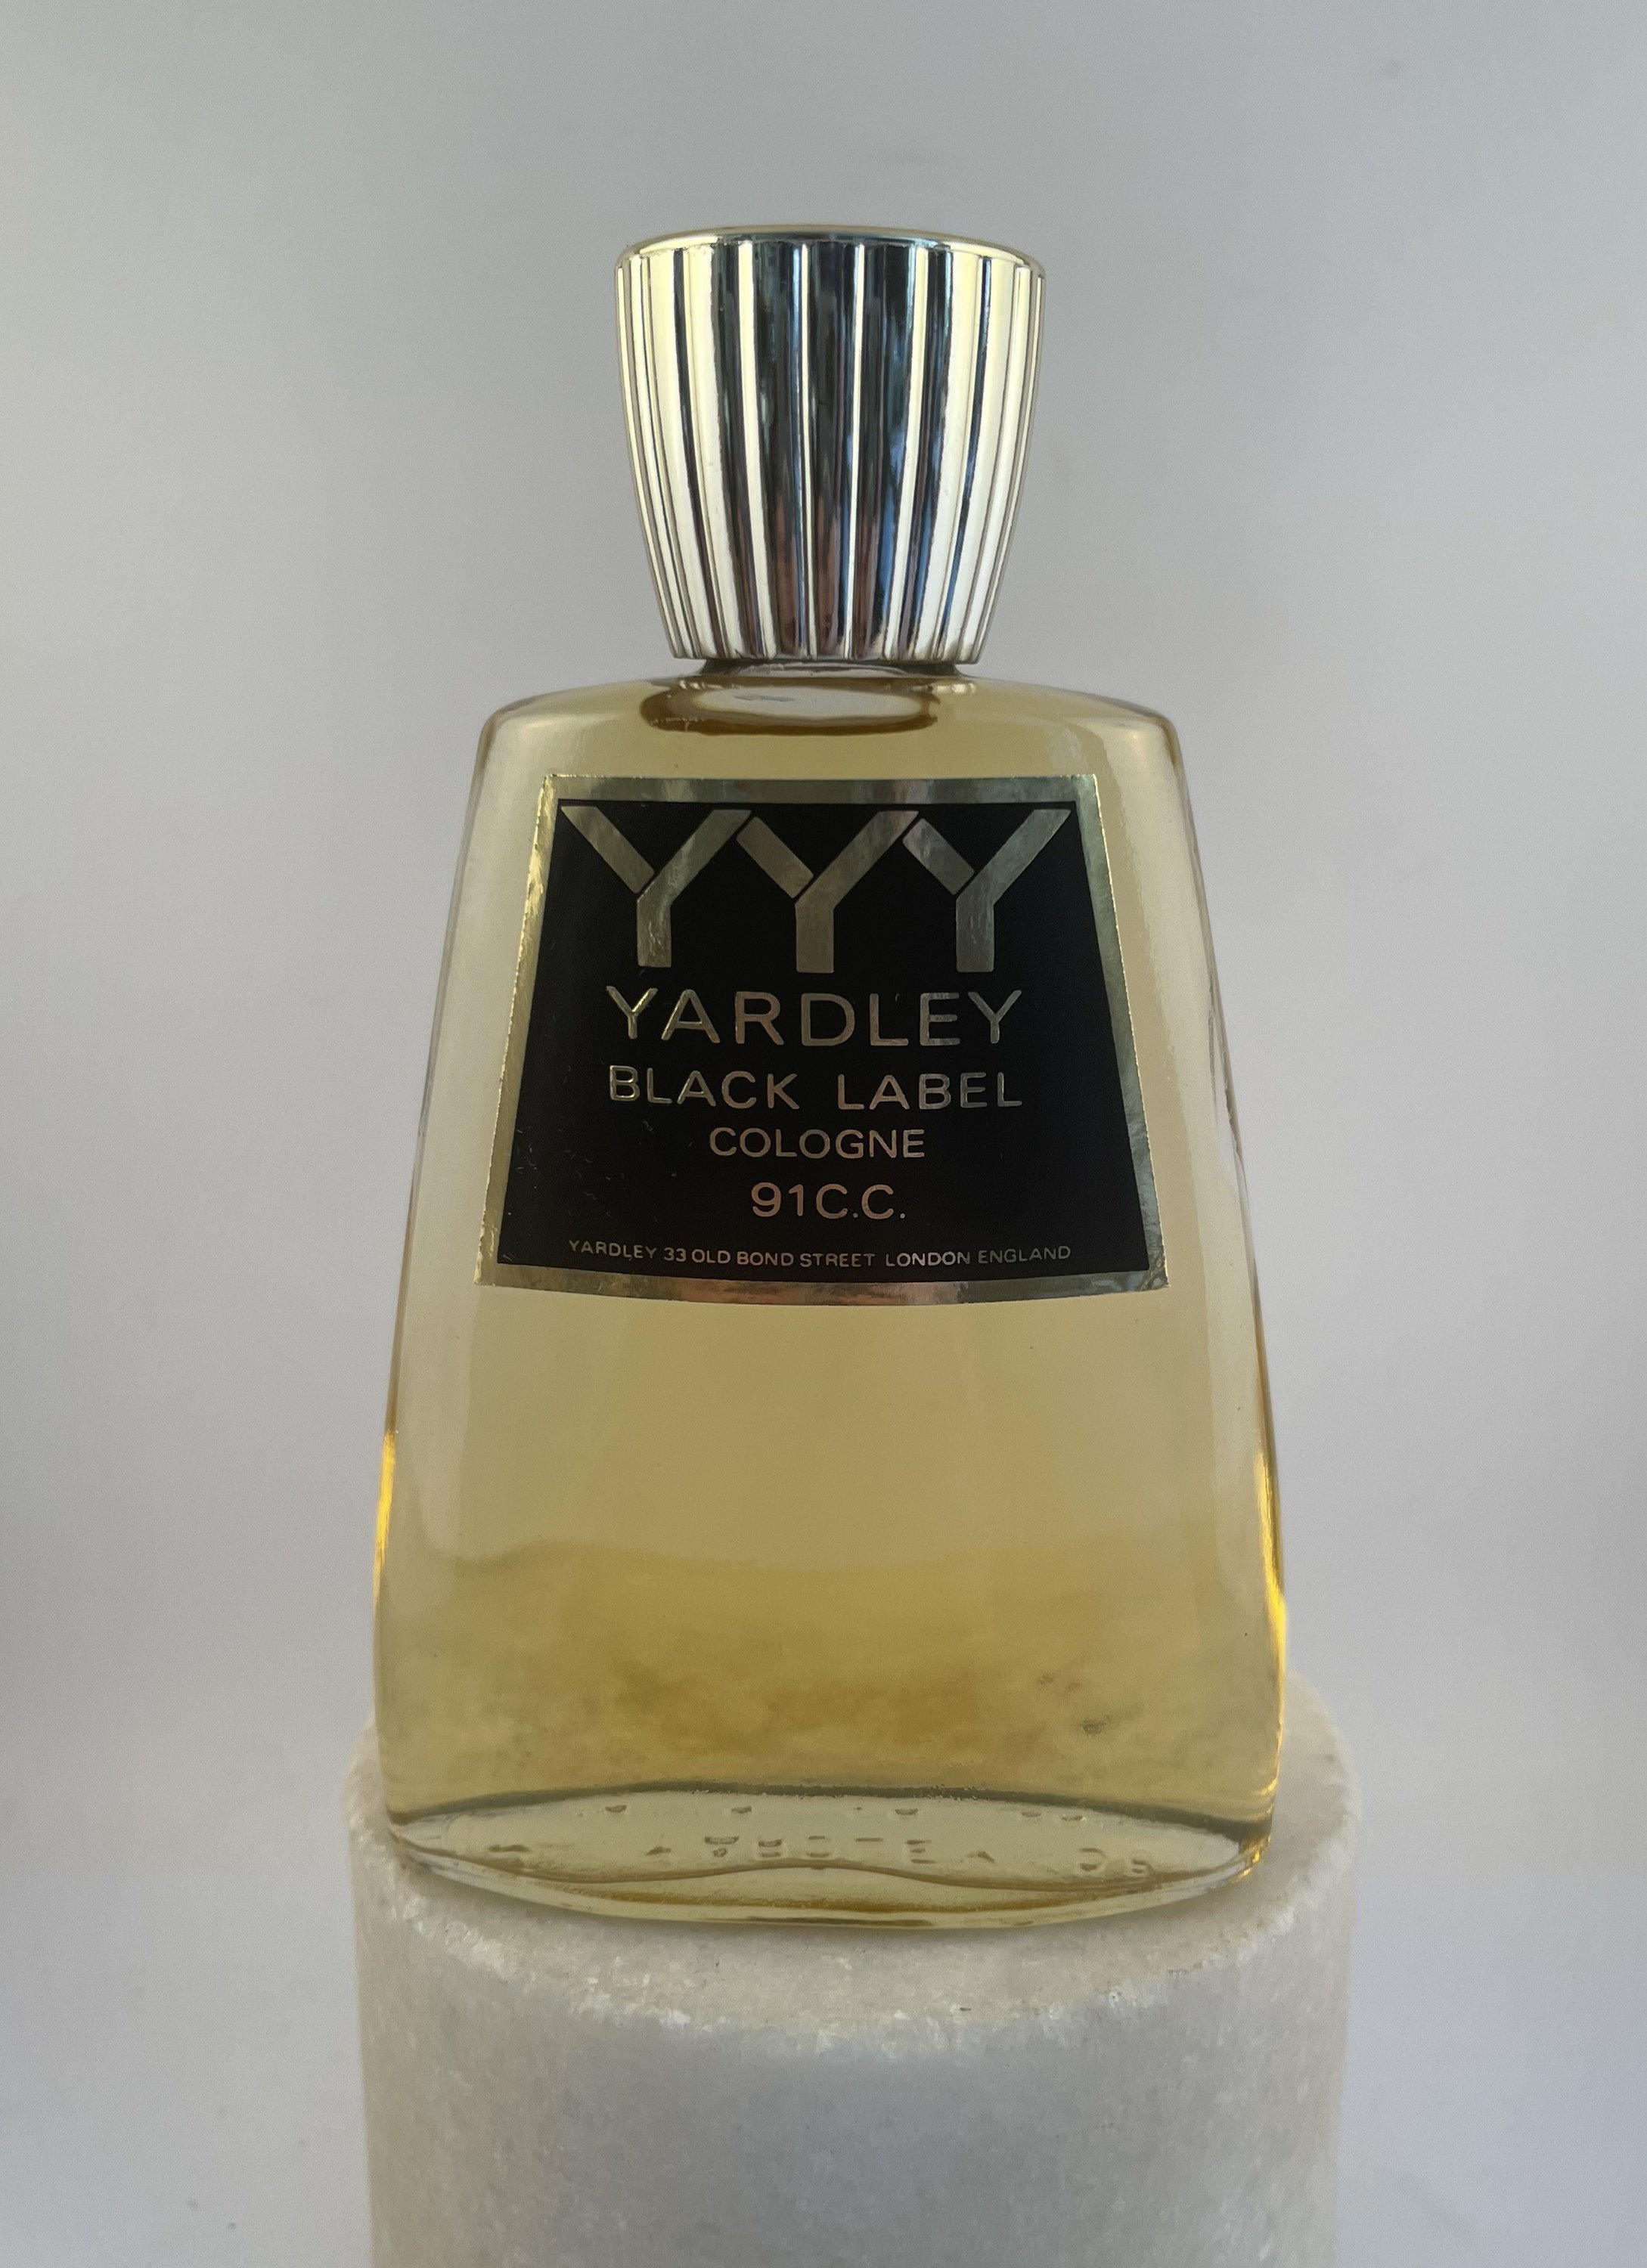 YYY
YARDLEY
BLACK LABEL
COLOGNE
91C.C.
YARDLEY 33 OLD BOND STREET LONDON ENGLAND